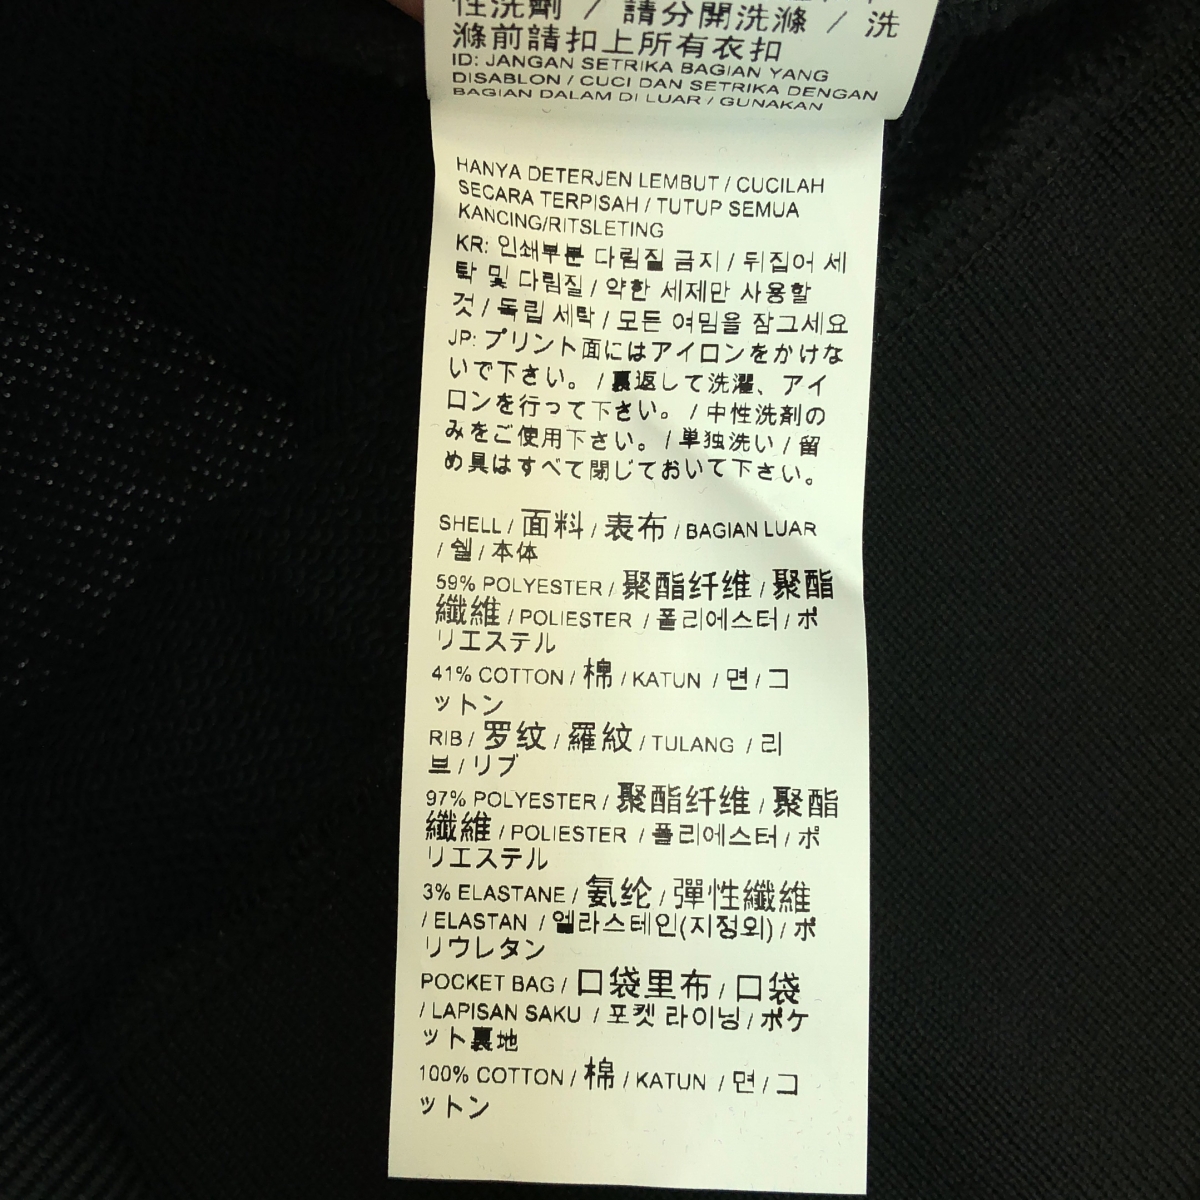 性洗劑 / 請分開洗滌 / 洗
滌前請扣上所有衣扣
ID: JANGAN SETRIKA BAGIAN YANG
DISABLON / CUCI DAN SETRIKA DENGAN
BAGIAN DALAM DI LUAR / GUNAKAN
HANYA DETERJEN LEMBUT / CUCILAH
SECARA TERPISAH / TUTUP SEMUA
KANCING/RITSLETING
KR: 인쇄부분 다림질 금지 / 뒤집어 세
탁 및 다림질 / 약한 세제만 사용할
것 / 독립 세탁 / 모든 여밈을 잠그세요
JP: プリント面にはアイロンをかけな
いで下さい。 / 裏返して洗濯、アイ
ロンを行って下さい。 / 中性洗剤の
みをご使用下さい。 / 単独洗い / 留
め具はすべて閉じておいて下さい。
SHELL / 面料 / 表布 / BAGIAN LUAR
/ 쉘 / 本体
59% POLYESTER / 聚酯纤维 / 聚酯
纖維 / POLIESTER / 폴리에스터 / ポ
リエステル
41% COTTON / 棉 / KATUN / 면 / コ
ットン
RIB / 罗纹 / 羅紋 / TULANG / 리
브 / リブ
97% POLYESTER / 聚酯纤维 / 聚酯
纖維 / POLIESTER / 폴리에스터 / ポ
リエステル
3% ELASTANE / 氨纶 / 彈性纖維
/ ELASTAN / 엘라스테인(지정외) / ポ
リウレタン
POCKET BAG / 口袋里布 / 口袋
/ LAPISAN SAKU / 포켓 라이닝 / ポケ
ット裏地
100% COTTON / 棉 / KATUN / 면 / コ
ットン